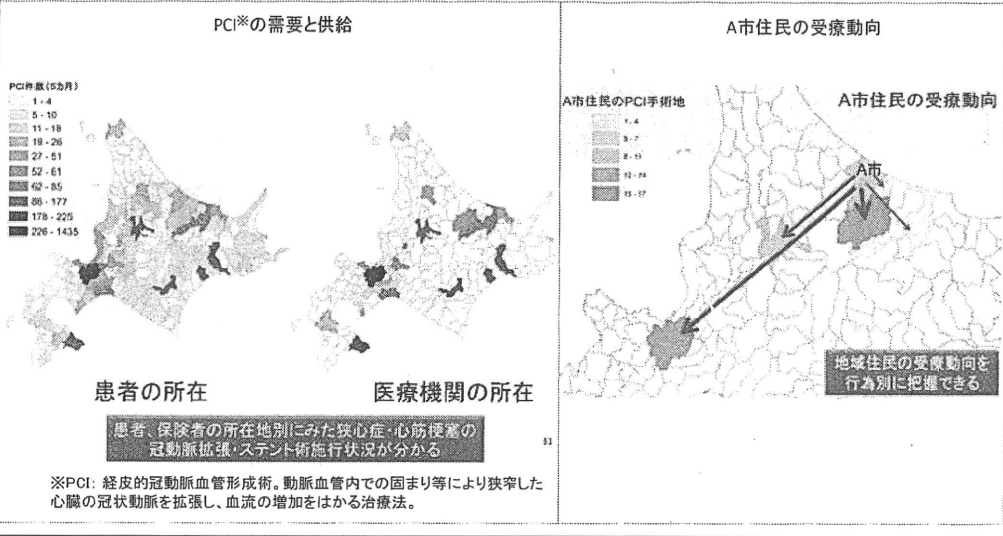 PCI※の需要と供給
PCI件数(5カ月)
1 - 4
5 - 10
11 - 18
19 - 26
27 - 51
52 - 61
62 - 85
86 - 177
178 - 225
226 - 1435
患者の所在
医療機関の所在
患者、保険者の所在地別にみた狭心症・心筋梗塞の
冠動脈拡張・ステント術施行状況が分かる
※PCI: 経皮的冠動脈血管形成術。動脈血管内での固まり等により狭窄した
心臓の冠状動脈を拡張し、血流の増加をはかる治療法。
A市住民の受療動向
A市住民のPCI手術地
A市住民の受療動向
A市
地域住民の受療動向を
行為別に把握できる